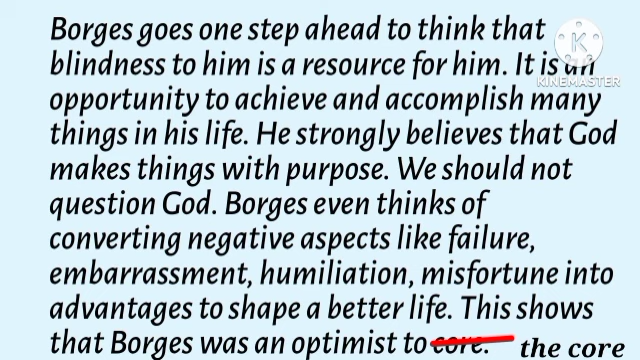 Borges goes one step ahead to think that
blindness to him is a resource for him. It is an
opportunity to achieve and accomplish many
things in his life. He strongly believes that God
makes things with purpose. We should not
question God. Borges even thinks of
converting negative aspects like failure,
embarrassment, humiliation, misfortune into
advantages to shape a better life. This shows
that Borges was an optimist to core. the core
K
KINEMASTER